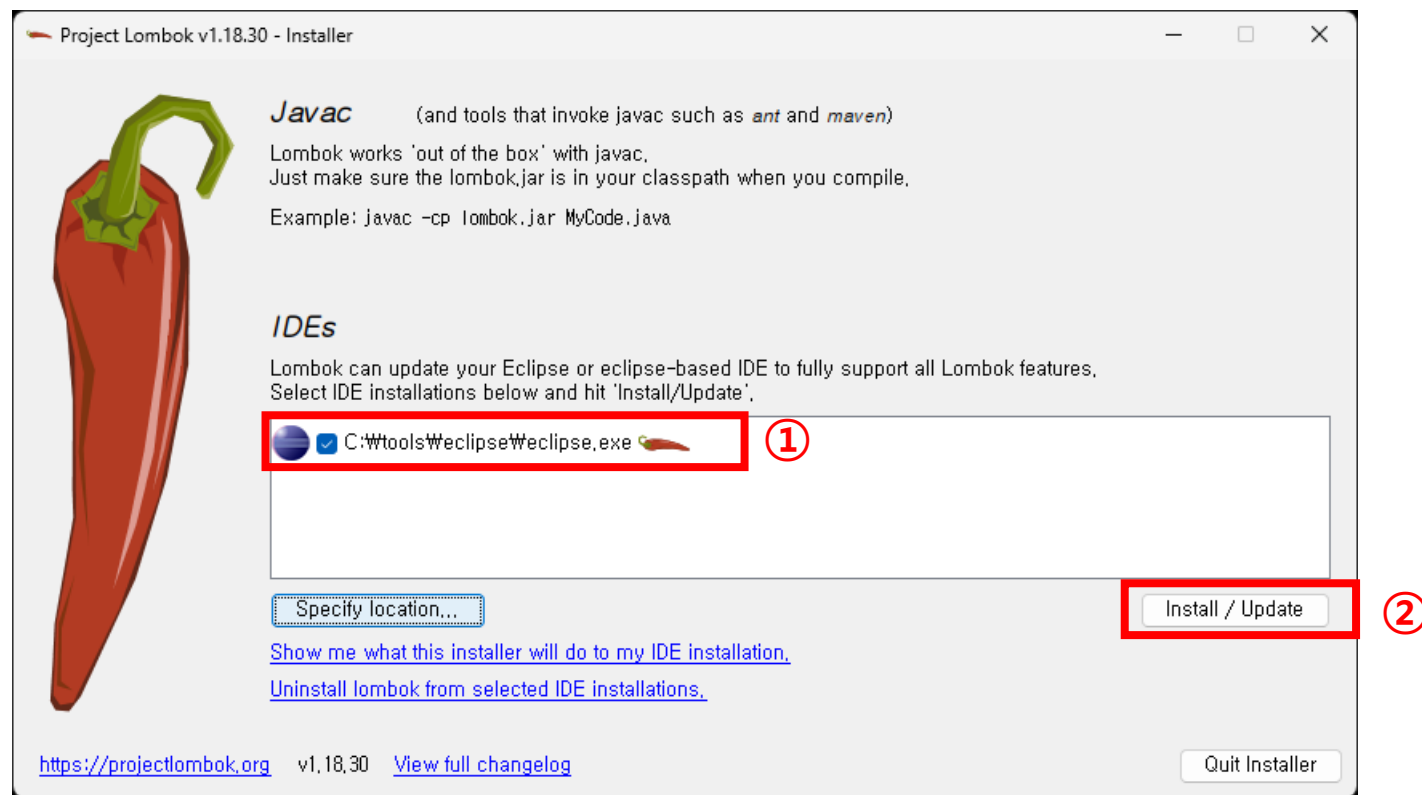 Project Lombok v1.18.30 - Installer
Javac (and tools that invoke javac such as ant and maven)
Lombok works 'out of the box' with javac.
Just make sure the lombok.jar is in your classpath when you compile.
Example: javac -cp lombok.jar MyCode.java
IDEs
Lombok can update your Eclipse or eclipse-based IDE to fully support all Lombok features.
Select IDE installations below and hit 'Install/Update'.
C:₩tools₩eclipse₩eclipse.exe ①
Specify location...
Install / Update ②
Show me what this installer will do to my IDE installation.
Uninstall lombok from selected IDE installations.
https://projectlombok.org v1.18.30 View full changelog
Quit Installer